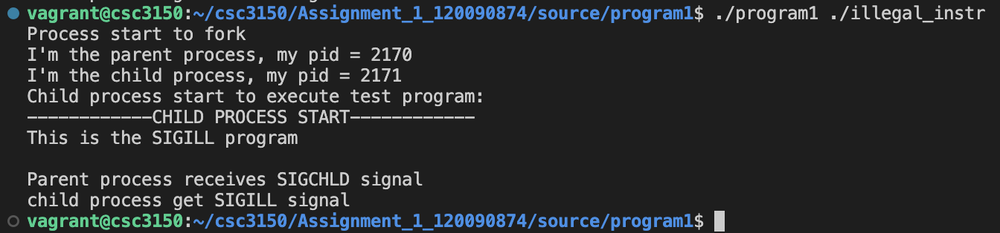 vagrant@csc3150:~/csc3150/Assignment_1_120090874/source/program1$ ./program1 ./illegal_instr
Process start to fork
I'm the parent process, my pid = 2170
I'm the child process, my pid = 2171
Child process start to execute test program:
------------CHILD PROCESS START------------
This is the SIGILL program

Parent process receives SIGCHLD signal
child process get SIGILL signal
vagrant@csc3150:~/csc3150/Assignment_1_120090874/source/program1$